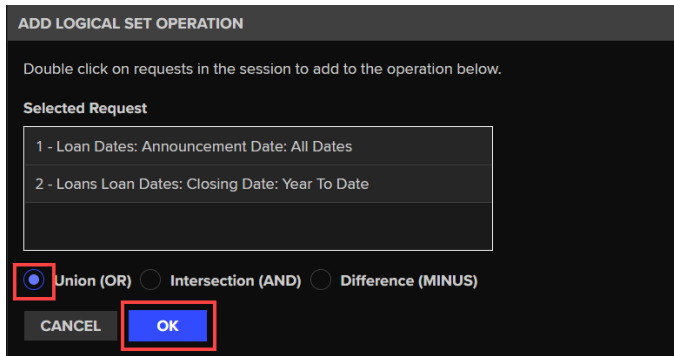 ADD LOGICAL SET OPERATION
Double click on requests in the session to add to the operation below.
Selected Request
1 - Loan Dates: Announcement Date: All Dates
2 - Loans Loan Dates: Closing Date: Year To Date
Union (OR) Intersection (AND) Difference (MINUS)
CANCEL OK